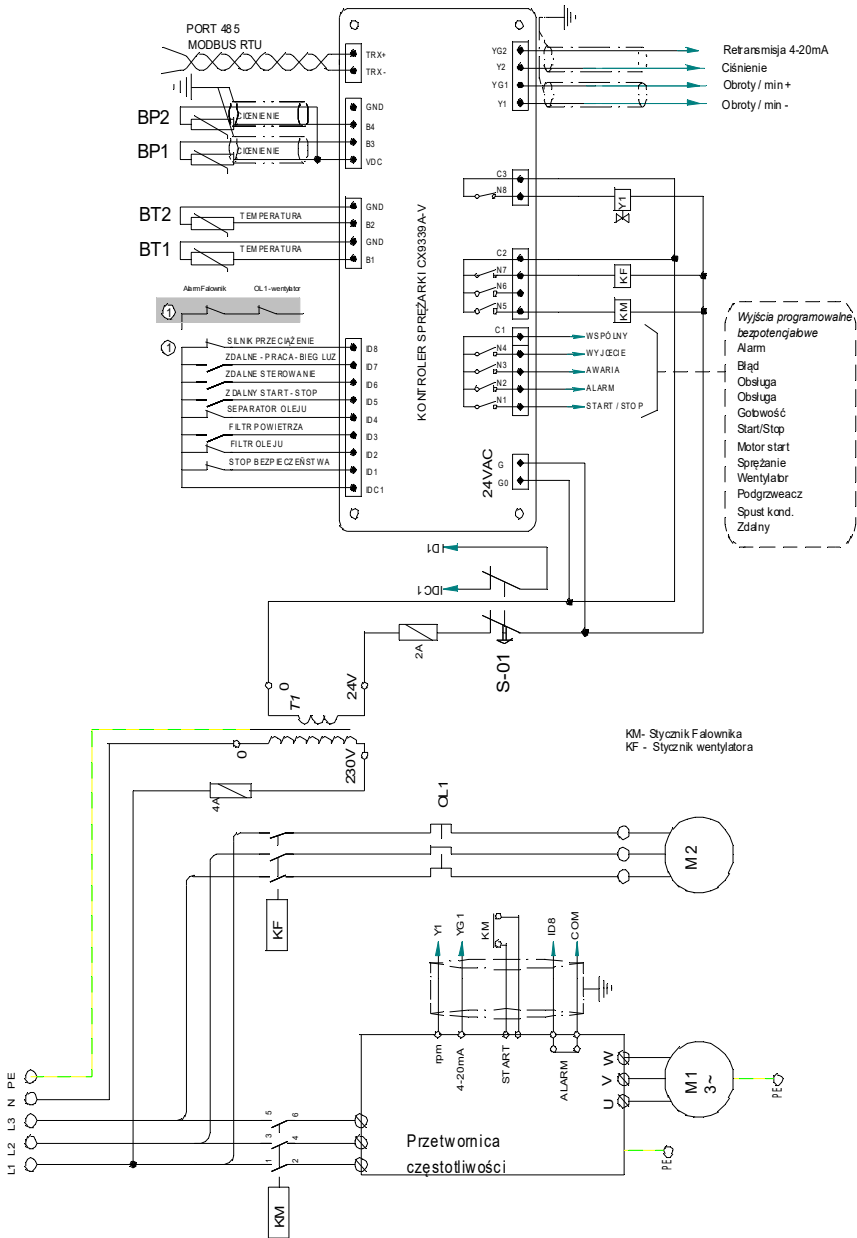 PORT 485
MODBUS RTU
TRX+
TRX-
GND
BP2
CIŒNIENIE
B4
B3
BP1
CIŒNIENIE
VDC
GND
BT2
TEMPERATURA
B2
GND
BT1
TEMPERATURA
B1
Alarm Falownik
OL1-wentylator
1
1
SILNIK PRZECIĄŻENIE
ID8
ZDALNE - PRACA - BIEG LUZ
ID7
ZDALNE STEROWANIE
ID6
ZDALNY START - STOP
ID5
SEPARATOR OLEJU
ID4
FILTR POWIETRZA
ID3
FILTR OLEJU
ID2
STOP BEZPIECZEŃSTWA
ID1
IDC1
KONTROLER SPRĘŻARKI CX9339A-V
YG2
Retransmisja 4-20mA
Y2
Ciśnienie
YG1
Obroty / min +
Y1
Obroty / min -
C3
N8
Y1
C2
N7
KF
N6
N5
KM
C1
WSPÓLNY
N4
WYJŒCIE
N3
AWARIA
N2
ALARM
N1
START / STOP
24VAC
G
G0
Wyjścia programowalne
bezpotencjałowe
Alarm
Błąd
Obsługa
Obsługa
Gotowość
Start/Stop
Motor start
Sprężanie
Wentylator
Podgrzweacz
Spust kond.
Zdalny
ID1
IDC1
2A
S-01
0
T1
24V
0
230V
4A
KM- Stycznik Falownika
KF - Stycznik wentylatora
OL1
M2
KF
Y1
YG1
KM
ID8
COM
rpm
4-20mA
START
ALARM
W
V
U
M1
3~
PE
PE
PE
N
L3
L2
L1
5
6
3
4
1
2
KM
Przetwornica
częstotliwości